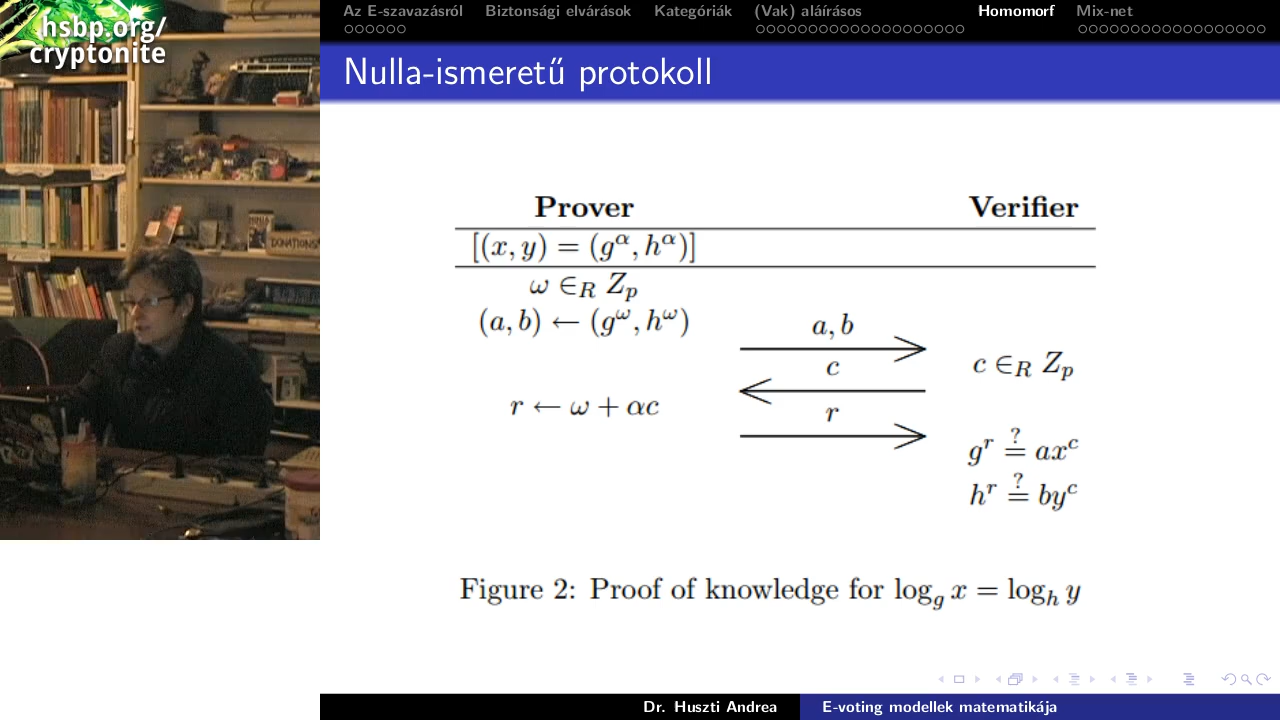 hsbp.org/
cryptonite
DONATIONS
Az E-szavazásról Biztonsági elvárások Kategóriák (Vak) aláírásos Homomorf Mix-net
Nulla-ismeretű protokoll
Prover Verifier
[(x, y) = (g^α, h^α)]
ω ∈_R Z_p
(a, b) ← (g^ω, h^ω) a, b
c c ∈_R Z_p
r ← ω + αc r
g^r ≟ ax^c
h^r ≟ by^c
Figure 2: Proof of knowledge for log_g x = log_h y
Dr. Huszti Andrea E-voting modellek matematikája